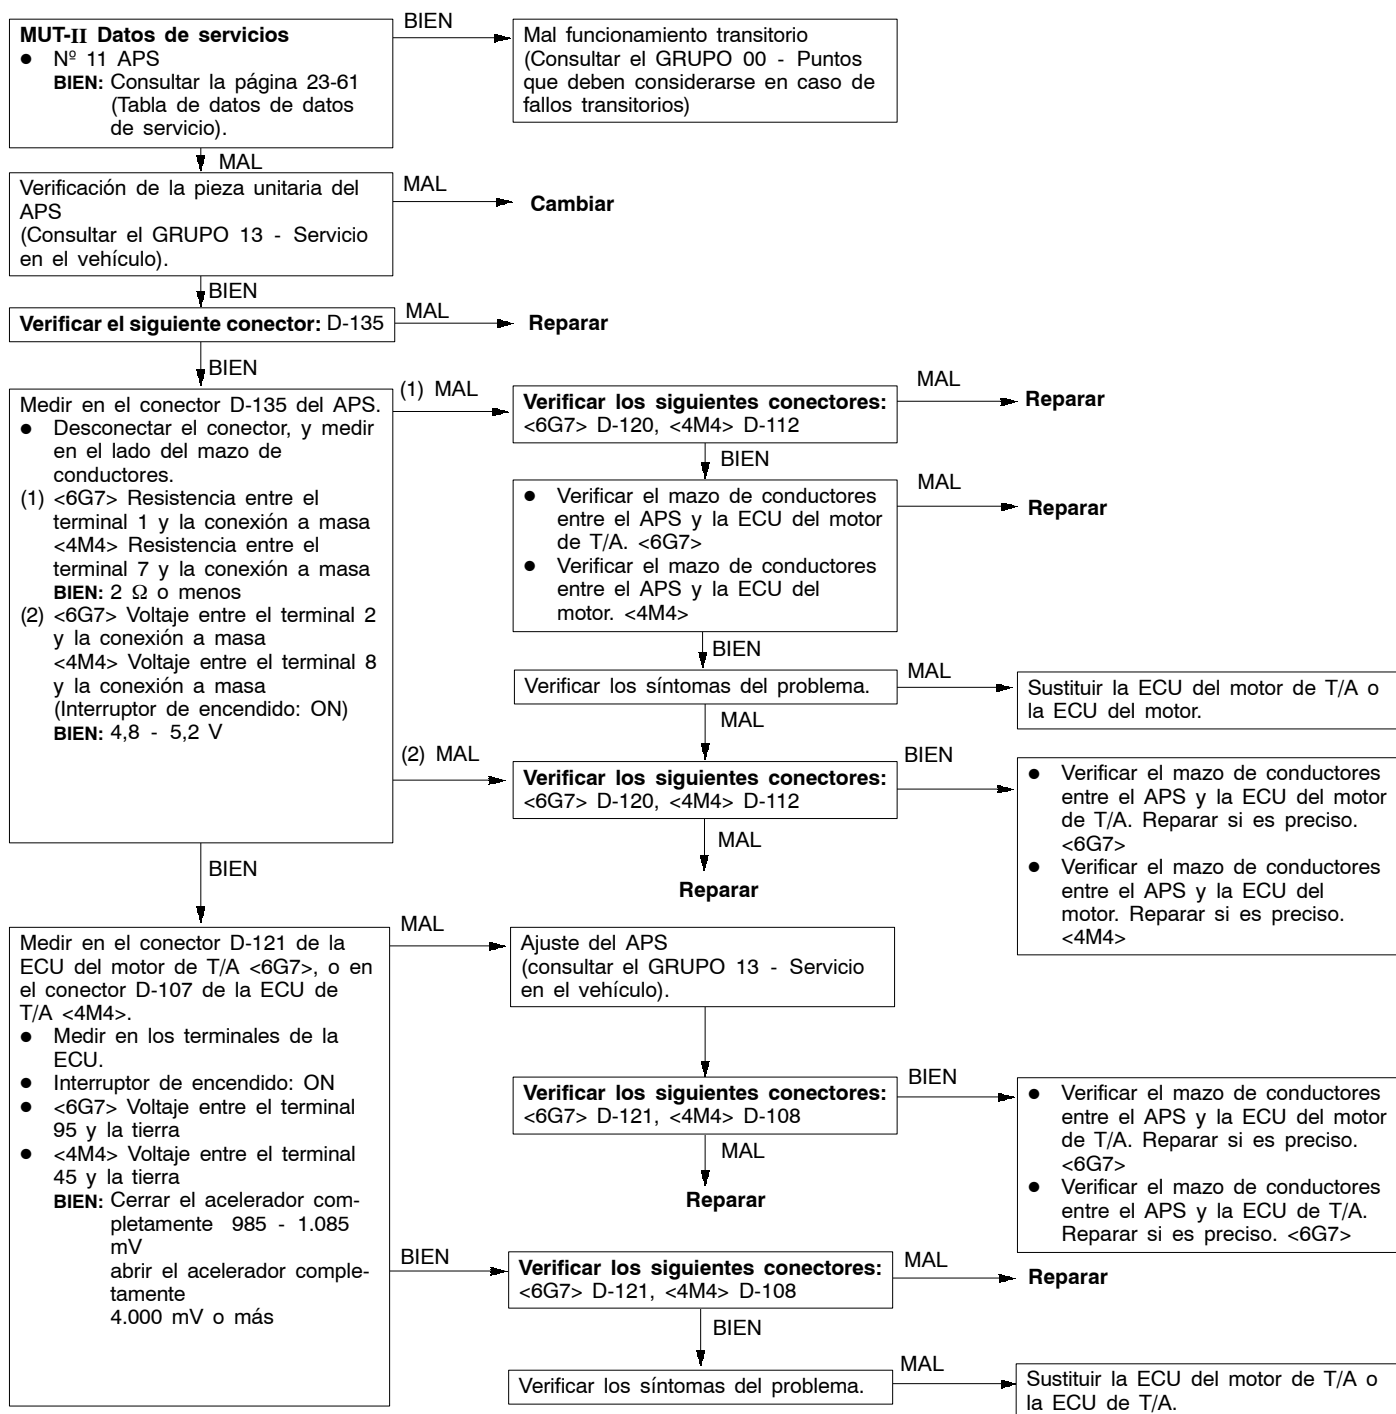 MUT-II Datos de servicios
● Nº 11 APS
BIEN: Consultar la página 23-61
(Tabla de datos de datos
de servicio).
BIEN
Mal funcionamiento transitorio
(Consultar el GRUPO 00 - Puntos
que deben considerarse en caso de
fallos transitorios)
MAL
Verificación de la pieza unitaria del
APS
(Consultar el GRUPO 13 - Servicio
en el vehículo).
MAL
Cambiar
BIEN
Verificar el siguiente conector: D-135
MAL
Reparar
BIEN
Medir en el conector D-135 del APS.
● Desconectar el conector, y medir
en el lado del mazo de
conductores.
(1) <6G7> Resistencia entre el
terminal 1 y la conexión a masa
<4M4> Resistencia entre el
terminal 7 y la conexión a masa
BIEN: 2 Ω o menos
(2) <6G7> Voltaje entre el terminal 2
y la conexión a masa
<4M4> Voltaje entre el terminal 8
y la conexión a masa
(Interruptor de encendido: ON)
BIEN: 4,8 - 5,2 V
(1) MAL
Verificar los siguientes conectores:
<6G7> D-120, <4M4> D-112
MAL
Reparar
BIEN
● Verificar el mazo de conductores
entre el APS y la ECU del motor
de T/A. <6G7>
● Verificar el mazo de conductores
entre el APS y la ECU del
motor. <4M4>
MAL
Reparar
BIEN
Verificar los síntomas del problema.
MAL
Sustituir la ECU del motor de T/A o
la ECU del motor.
MAL
(2) MAL
Verificar los siguientes conectores:
<6G7> D-120, <4M4> D-112
BIEN
● Verificar el mazo de conductores
entre el APS y la ECU del motor
de T/A. Reparar si es preciso.
<6G7>
● Verificar el mazo de conductores
entre el APS y la ECU del
motor. Reparar si es preciso.
<4M4>
MAL
Reparar
BIEN
Medir en el conector D-121 de la
ECU del motor de T/A <6G7>, o en
el conector D-107 de la ECU de
T/A <4M4>.
● Medir en los terminales de la
ECU.
● Interruptor de encendido: ON
● <6G7> Voltaje entre el terminal
95 y la tierra
● <4M4> Voltaje entre el terminal
45 y la tierra
BIEN: Cerrar el acelerador com-
pletamente 985 - 1.085
mV
abrir el acelerador comple-
tamente
4.000 mV o más
MAL
Ajuste del APS
(consultar el GRUPO 13 - Servicio
en el vehículo).
Verificar los siguientes conectores:
<6G7> D-121, <4M4> D-108
BIEN
● Verificar el mazo de conductores
entre el APS y la ECU del motor
de T/A. Reparar si es preciso.
<6G7>
● Verificar el mazo de conductores
entre el APS y la ECU de T/A.
Reparar si es preciso. <6G7>
MAL
Reparar
BIEN
Verificar los siguientes conectores:
<6G7> D-121, <4M4> D-108
MAL
Reparar
BIEN
Verificar los síntomas del problema.
MAL
Sustituir la ECU del motor de T/A o
la ECU de T/A.